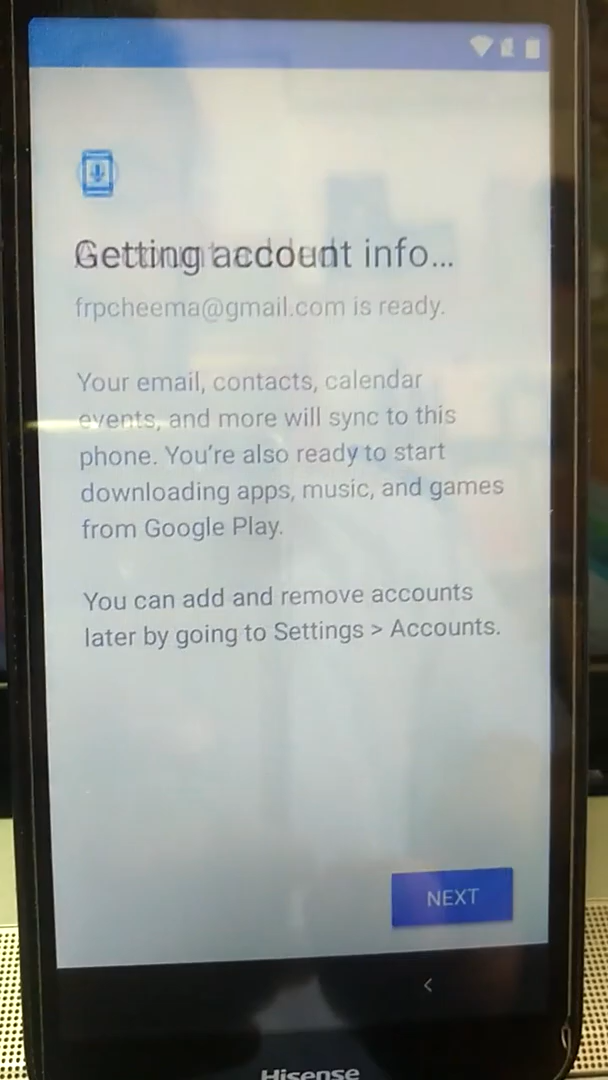 Getting account info...
frpcheema@gmail.com is ready.
Your email, contacts, calendar
events, and more will sync to this
phone. You're also ready to start
downloading apps, music, and games
from Google Play.
You can add and remove accounts
later by going to Settings > Accounts.
NEXT
Hisense